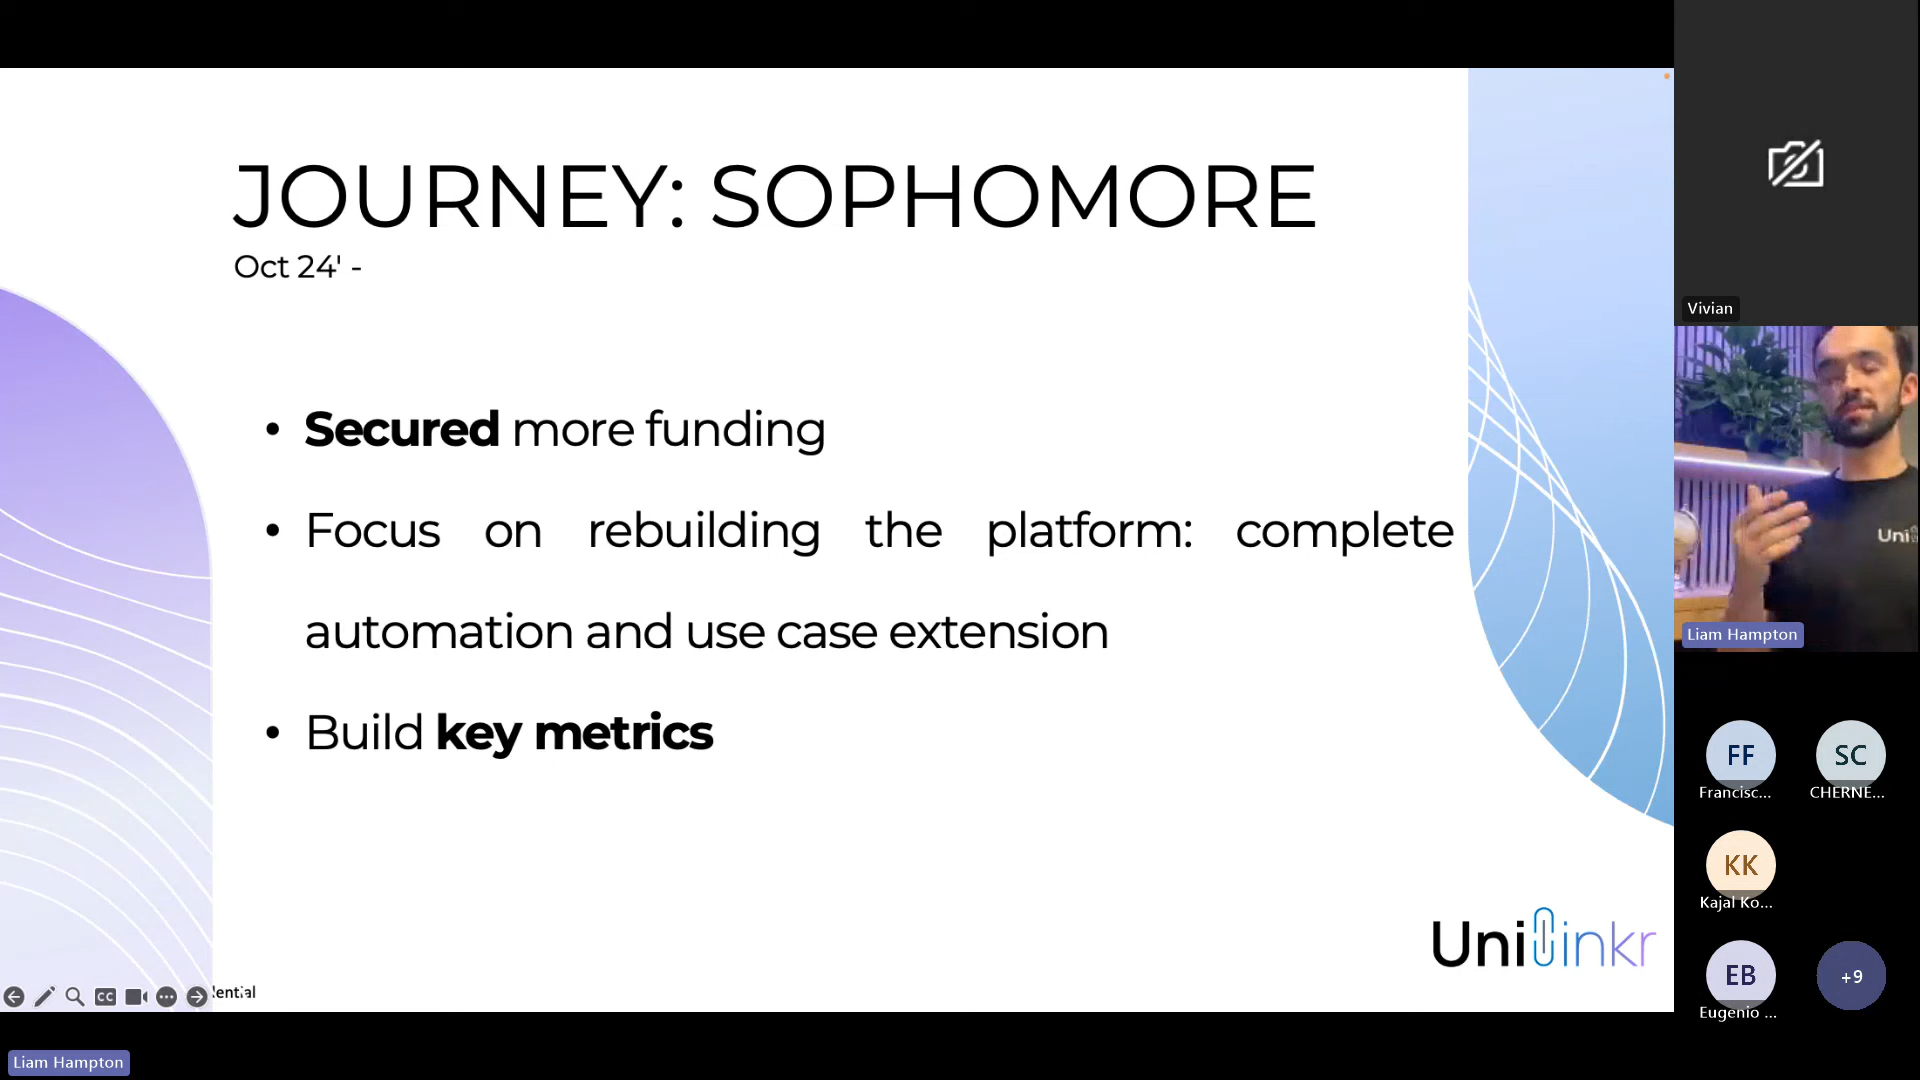 JOURNEY: SOPHOMORE
Oct 24' -
• Secured more funding
• Focus on rebuilding the platform: complete
automation and use case extension
• Build key metrics
Unilinkr
dential
CC
Liam Hampton
Vivian
Uni
Liam Hampton
FF
Francisc...
SC
CHERNE...
KK
Kajal Ko...
EB
Eugenio ...
+9